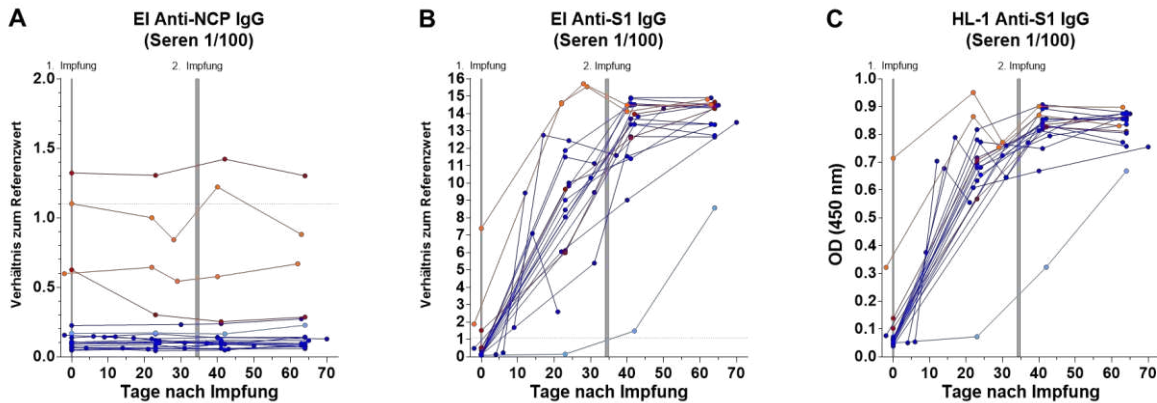 A
EI Anti-NCP IgG
(Seren 1/100)
1. Impfung
2. Impfung
Verhältnis zum Referenzwert
2.0
1.5
1.0
0.5
0.0
0 10 20 30 40 50 60 70
Tage nach Impfung
B
EI Anti-S1 IgG
(Seren 1/100)
1. Impfung
2. Impfung
Verhältnis zum Referenzwert
16
15
14
13
12
11
10
9
8
7
6
5
4
3
2
1
0
0 10 20 30 40 50 60 70
Tage nach Impfung
C
HL-1 Anti-S1 IgG
(Seren 1/100)
1. Impfung
2. Impfung
OD (450 nm)
1.0
0.9
0.8
0.7
0.6
0.5
0.4
0.3
0.2
0.1
0.0
0 10 20 30 40 50 60 70
Tage nach Impfung